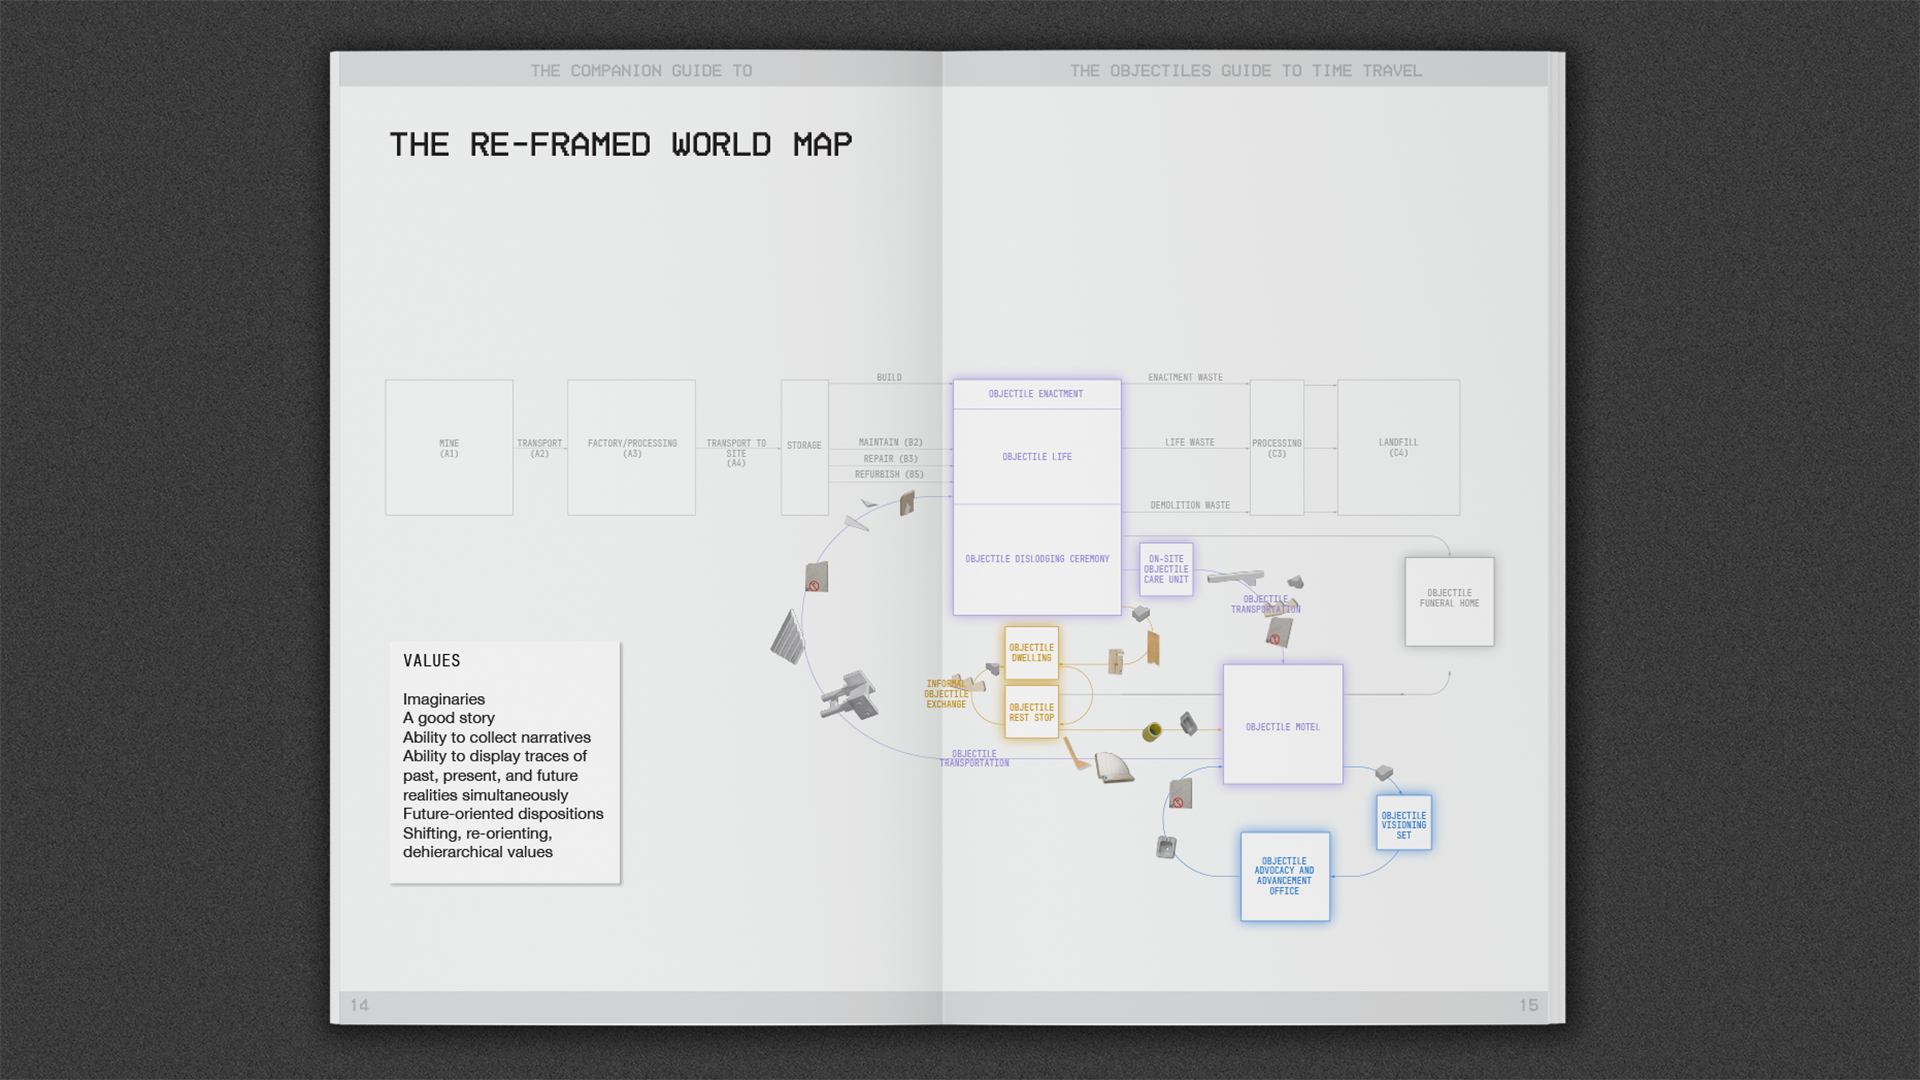 THE COMPANION GUIDE TO
THE OBJECTILES GUIDE TO TIME TRAVEL
THE RE-FRAMED WORLD MAP
MINE
(A1)
TRANSPORT
(A2)
FACTORY/PROCESSING
(A3)
TRANSPORT TO
SITE
(A4)
STORAGE
BUILD
MAINTAIN (B2)
REPAIR (B3)
REFURBISH (B5)
OBJECTILE ENACTMENT
OBJECTILE LIFE
OBJECTILE DISLODGING CEREMONY
ENACTMENT WASTE
LIFE WASTE
DEMOLITION WASTE
PROCESSING
(C3)
LANDFILL
(C4)
ON-SITE
OBJECTILE
CARE UNIT
OBJECTILE
TRANSPORTATION
OBJECTILE
FUNERAL HOME
OBJECTILE
DWELLING
INFORMAL
OBJECTILE
EXCHANGE
OBJECTILE
REST STOP
OBJECTILE MOTEL
OBJECTILE
TRANSPORTATION
OBJECTILE
VISIONING
SET
OBJECTILE
ADVOCACY AND
ADVANCEMENT
OFFICE
VALUES
Imaginaries
A good story
Ability to collect narratives
Ability to display traces of
past, present, and future
realities simultaneously
Future-oriented dispositions
Shifting, re-orienting,
dehierarchical values
14
15